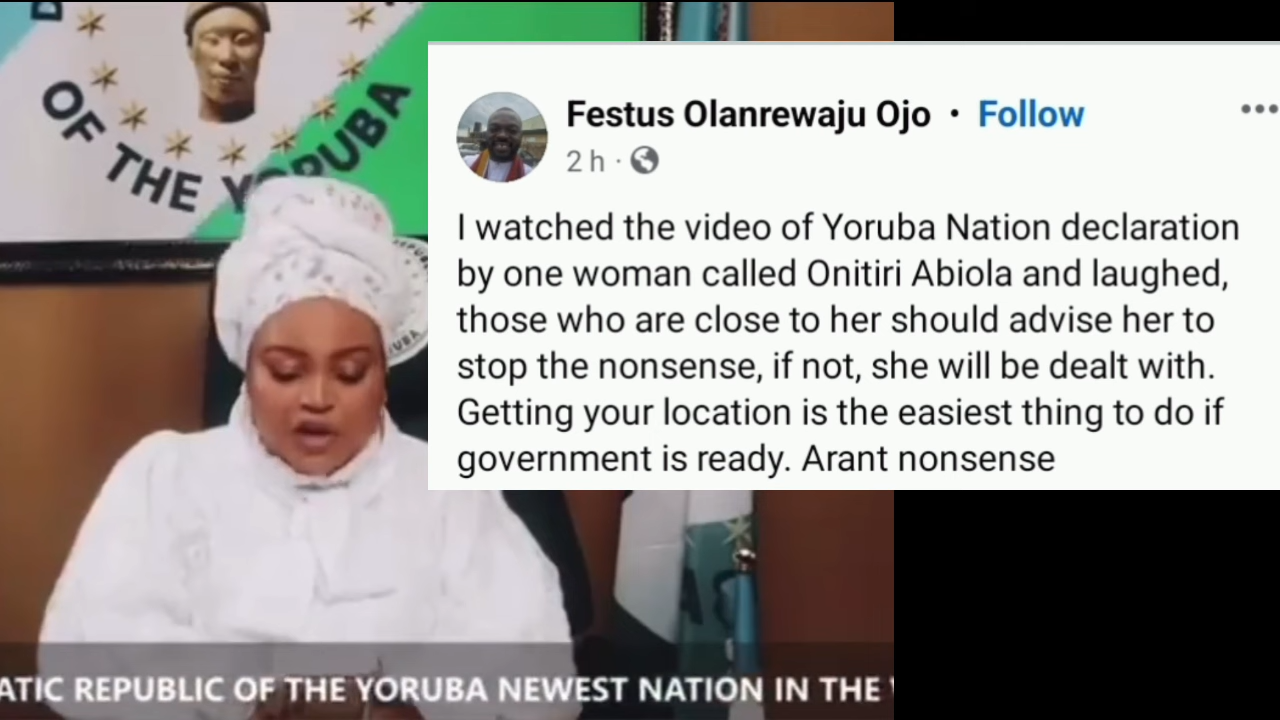 OF THE YORUBA
Festus Olanrewaju Ojo • Follow
2 h ·
I watched the video of Yoruba Nation declaration
by one woman called Onitiri Abiola and laughed,
those who are close to her should advise her to
stop the nonsense, if not, she will be dealt with.
Getting your location is the easiest thing to do if
government is ready. Arant nonsense
ATIC REPUBLIC OF THE YORUBA NEWEST NATION IN THE